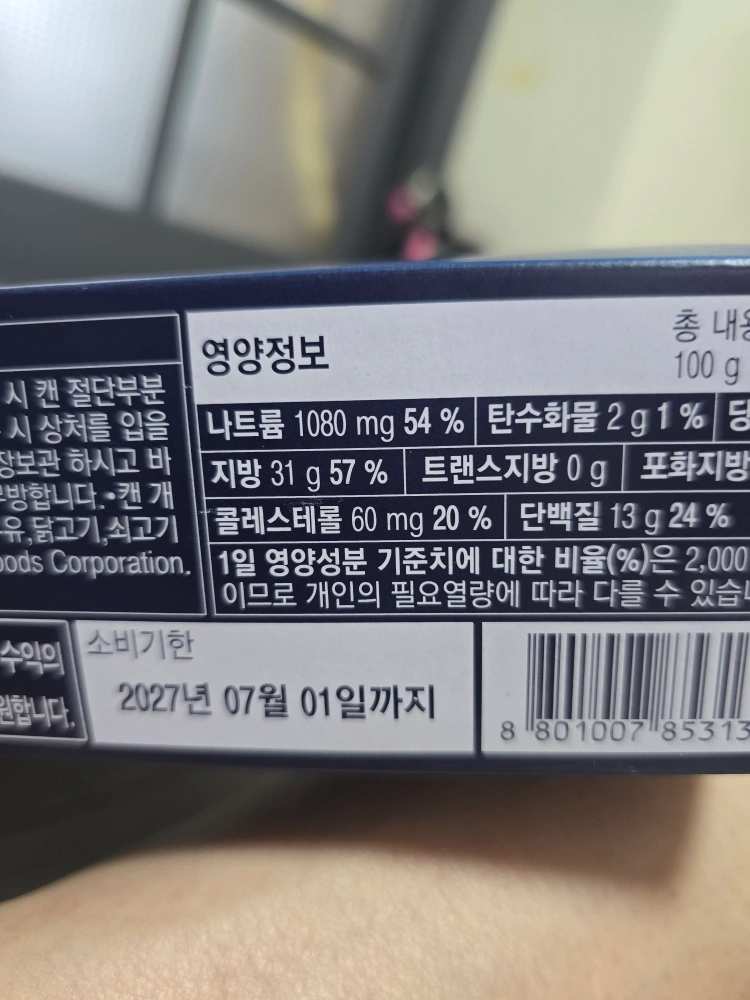 시 캔 절단부분
시 상처를 입을
장보관 하시고 바
합니다.•캔 개
유,닭고기,쇠고기
oods Corporation.
수익의
원합니다.
영양정보
총 내용
100 g
나트륨 1080 mg 54 % 탄수화물 2 g 1 % 당
지방 31 g 57 % 트랜스지방 0 g 포화지방
콜레스테롤 60 mg 20 % 단백질 13 g 24 %
1일 영양성분 기준치에 대한 비율(%)은 2,000
이므로 개인의 필요열량에 따라 다를 수 있습니
소비기한
2027년 07월 01일까지
8 801007 85313